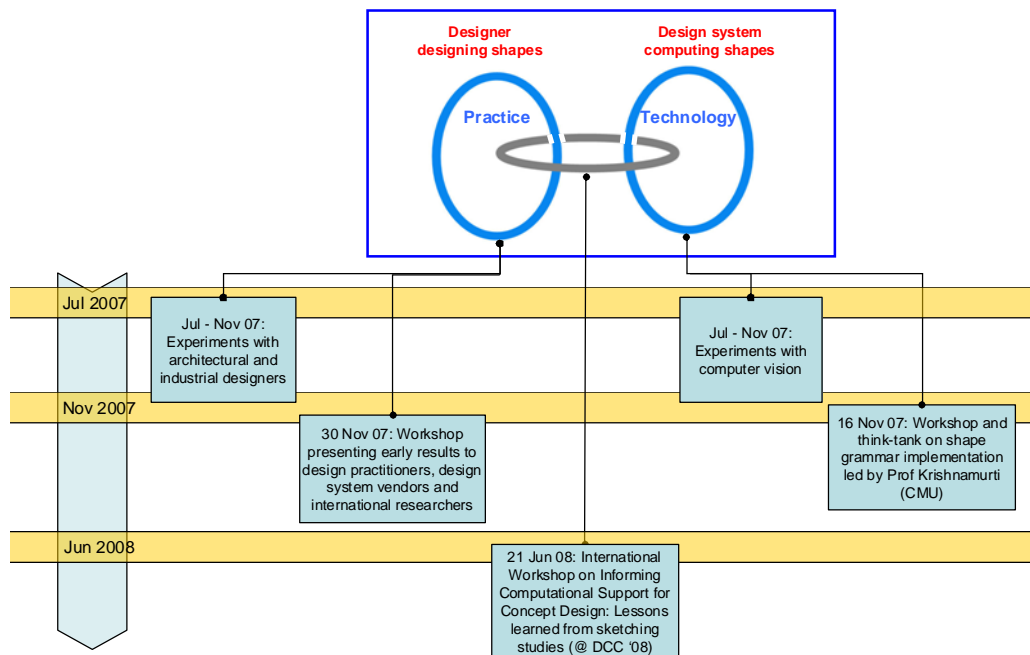 Designer
designing shapes
Design system
computing shapes
Practice
Technology
Jul 2007
Jul - Nov 07:
Experiments with
architectural and
industrial designers
Jul - Nov 07:
Experiments with
computer vision
Nov 2007
30 Nov 07: Workshop
presenting early results to
design practitioners, design
system vendors and
international researchers
16 Nov 07: Workshop and
think-tank on shape
grammar implementation
led by Prof Krishnamurti
(CMU)
Jun 2008
21 Jun 08: International
Workshop on Informing
Computational Support for
Concept Design: Lessons
learned from sketching
studies (@ DCC ‘08)